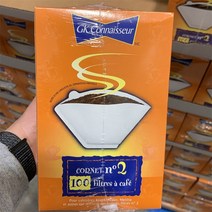 GK Connaisseur
CORNET nº2
100 filtres à café